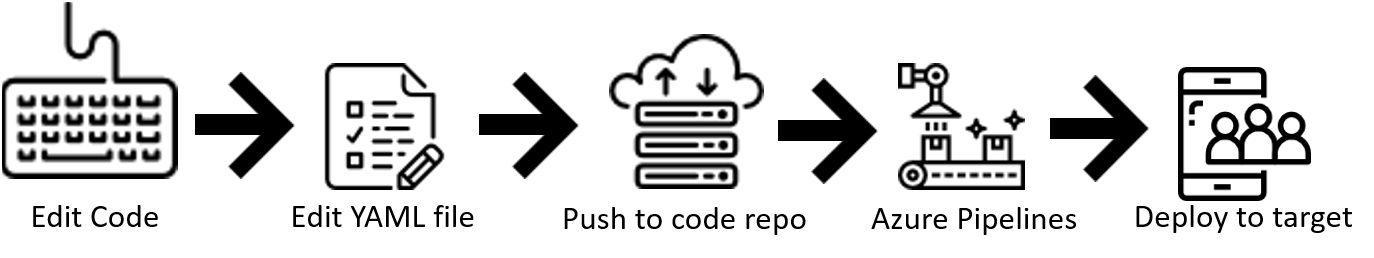 Edit Code
Edit YAML file
Push to code repo
Azure Pipelines
Deploy to target